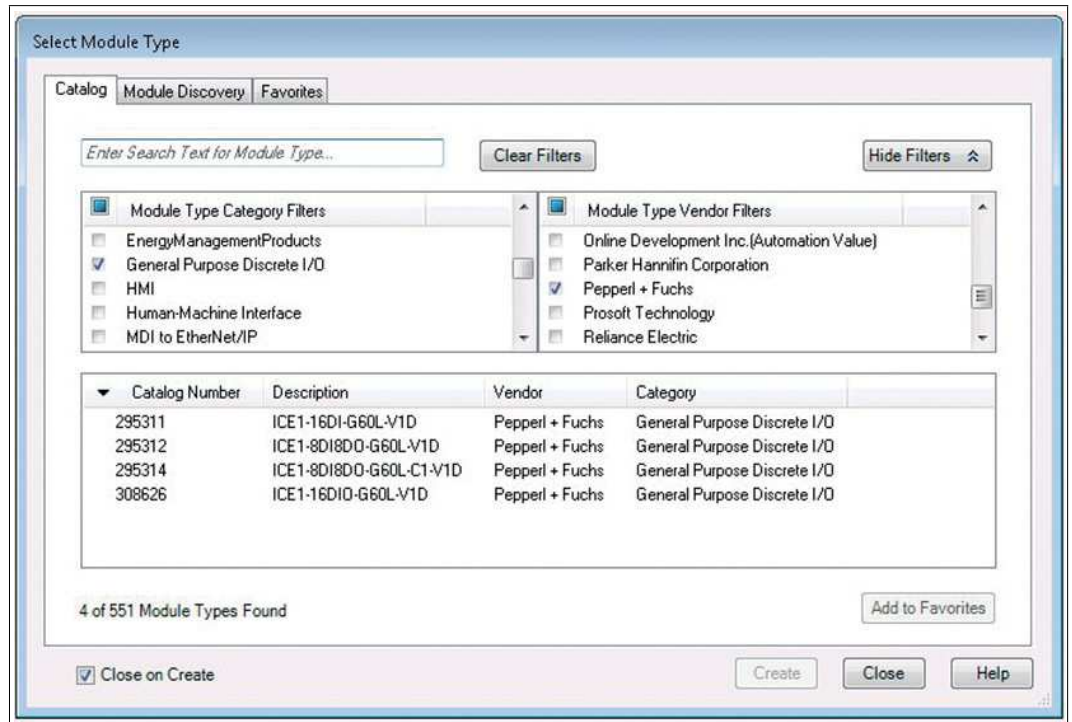 Select Module Type
Catalog Module Discovery Favorites
Enter Search Text for Module Type... Clear Filters Hide Filters
Module Type Category Filters
EnergyManagementProducts
General Purpose Discrete I/O
HMI
Human-Machine Interface
MDI to EtherNet/IP
Module Type Vendor Filters
Online Development Inc.(Automation Value)
Parker Hannifin Corporation
Pepperl + Fuchs
Prosoft Technology
Reliance Electric
Catalog Number Description Vendor Category
295311 ICE1-16DI-G60L-V1D Pepperl + Fuchs General Purpose Discrete I/O
295312 ICE1-8DI8DO-G60L-V1D Pepperl + Fuchs General Purpose Discrete I/O
295314 ICE1-8DI8DO-G60L-C1-V1D Pepperl + Fuchs General Purpose Discrete I/O
308626 ICE1-16DIO-G60L-V1D Pepperl + Fuchs General Purpose Discrete I/O
4 of 551 Module Types Found Add to Favorites
Close on Create Create Close Help